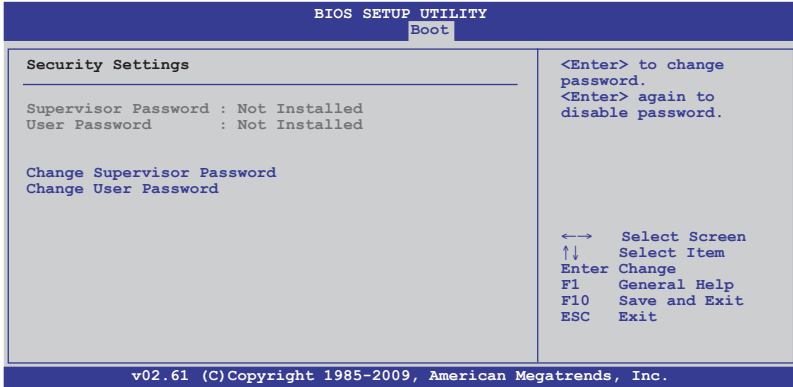 BIOS SETUP UTILITY
Boot
Security Settings
Supervisor Password : Not Installed
User Password : Not Installed
Change Supervisor Password
Change User Password
<Enter> to change
password.
<Enter> again to
disable password.
←→ Select Screen
↑↓ Select Item
Enter Change
F1 General Help
F10 Save and Exit
ESC Exit
v02.61 (C)Copyright 1985-2009, American Megatrends, Inc.